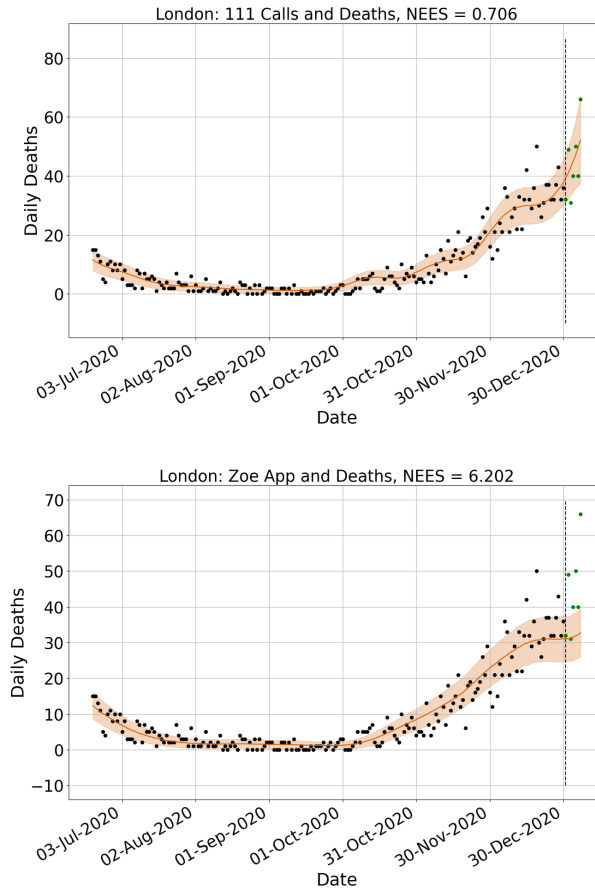 London: 111 Calls and Deaths, NEES = 0.706
80
60
40
20
0
Daily Deaths
03-Jul-2020
02-Aug-2020
01-Sep-2020
01-Oct-2020
31-Oct-2020
30-Nov-2020
30-Dec-2020
Date
London: Zoe App and Deaths, NEES = 6.202
70
60
50
40
30
20
10
0
−10
Daily Deaths
03-Jul-2020
02-Aug-2020
01-Sep-2020
01-Oct-2020
31-Oct-2020
30-Nov-2020
30-Dec-2020
Date